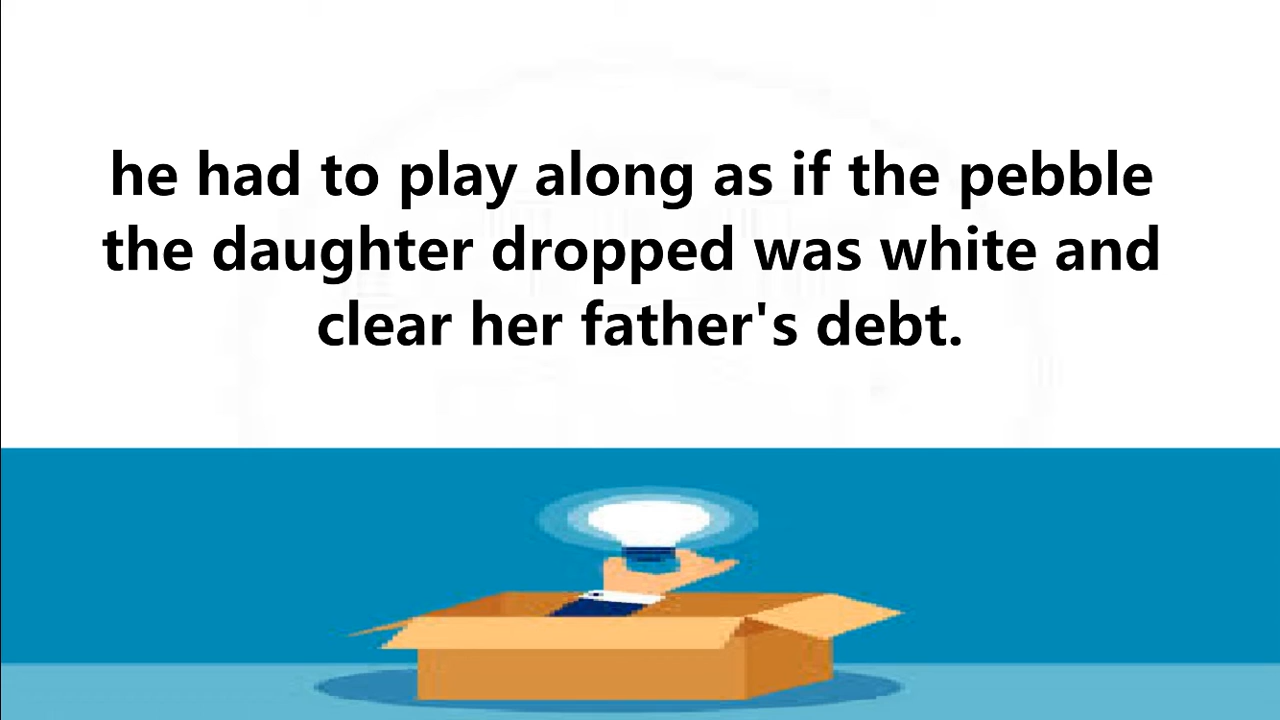 he had to play along as if the pebble
the daughter dropped was white and
clear her father's debt.